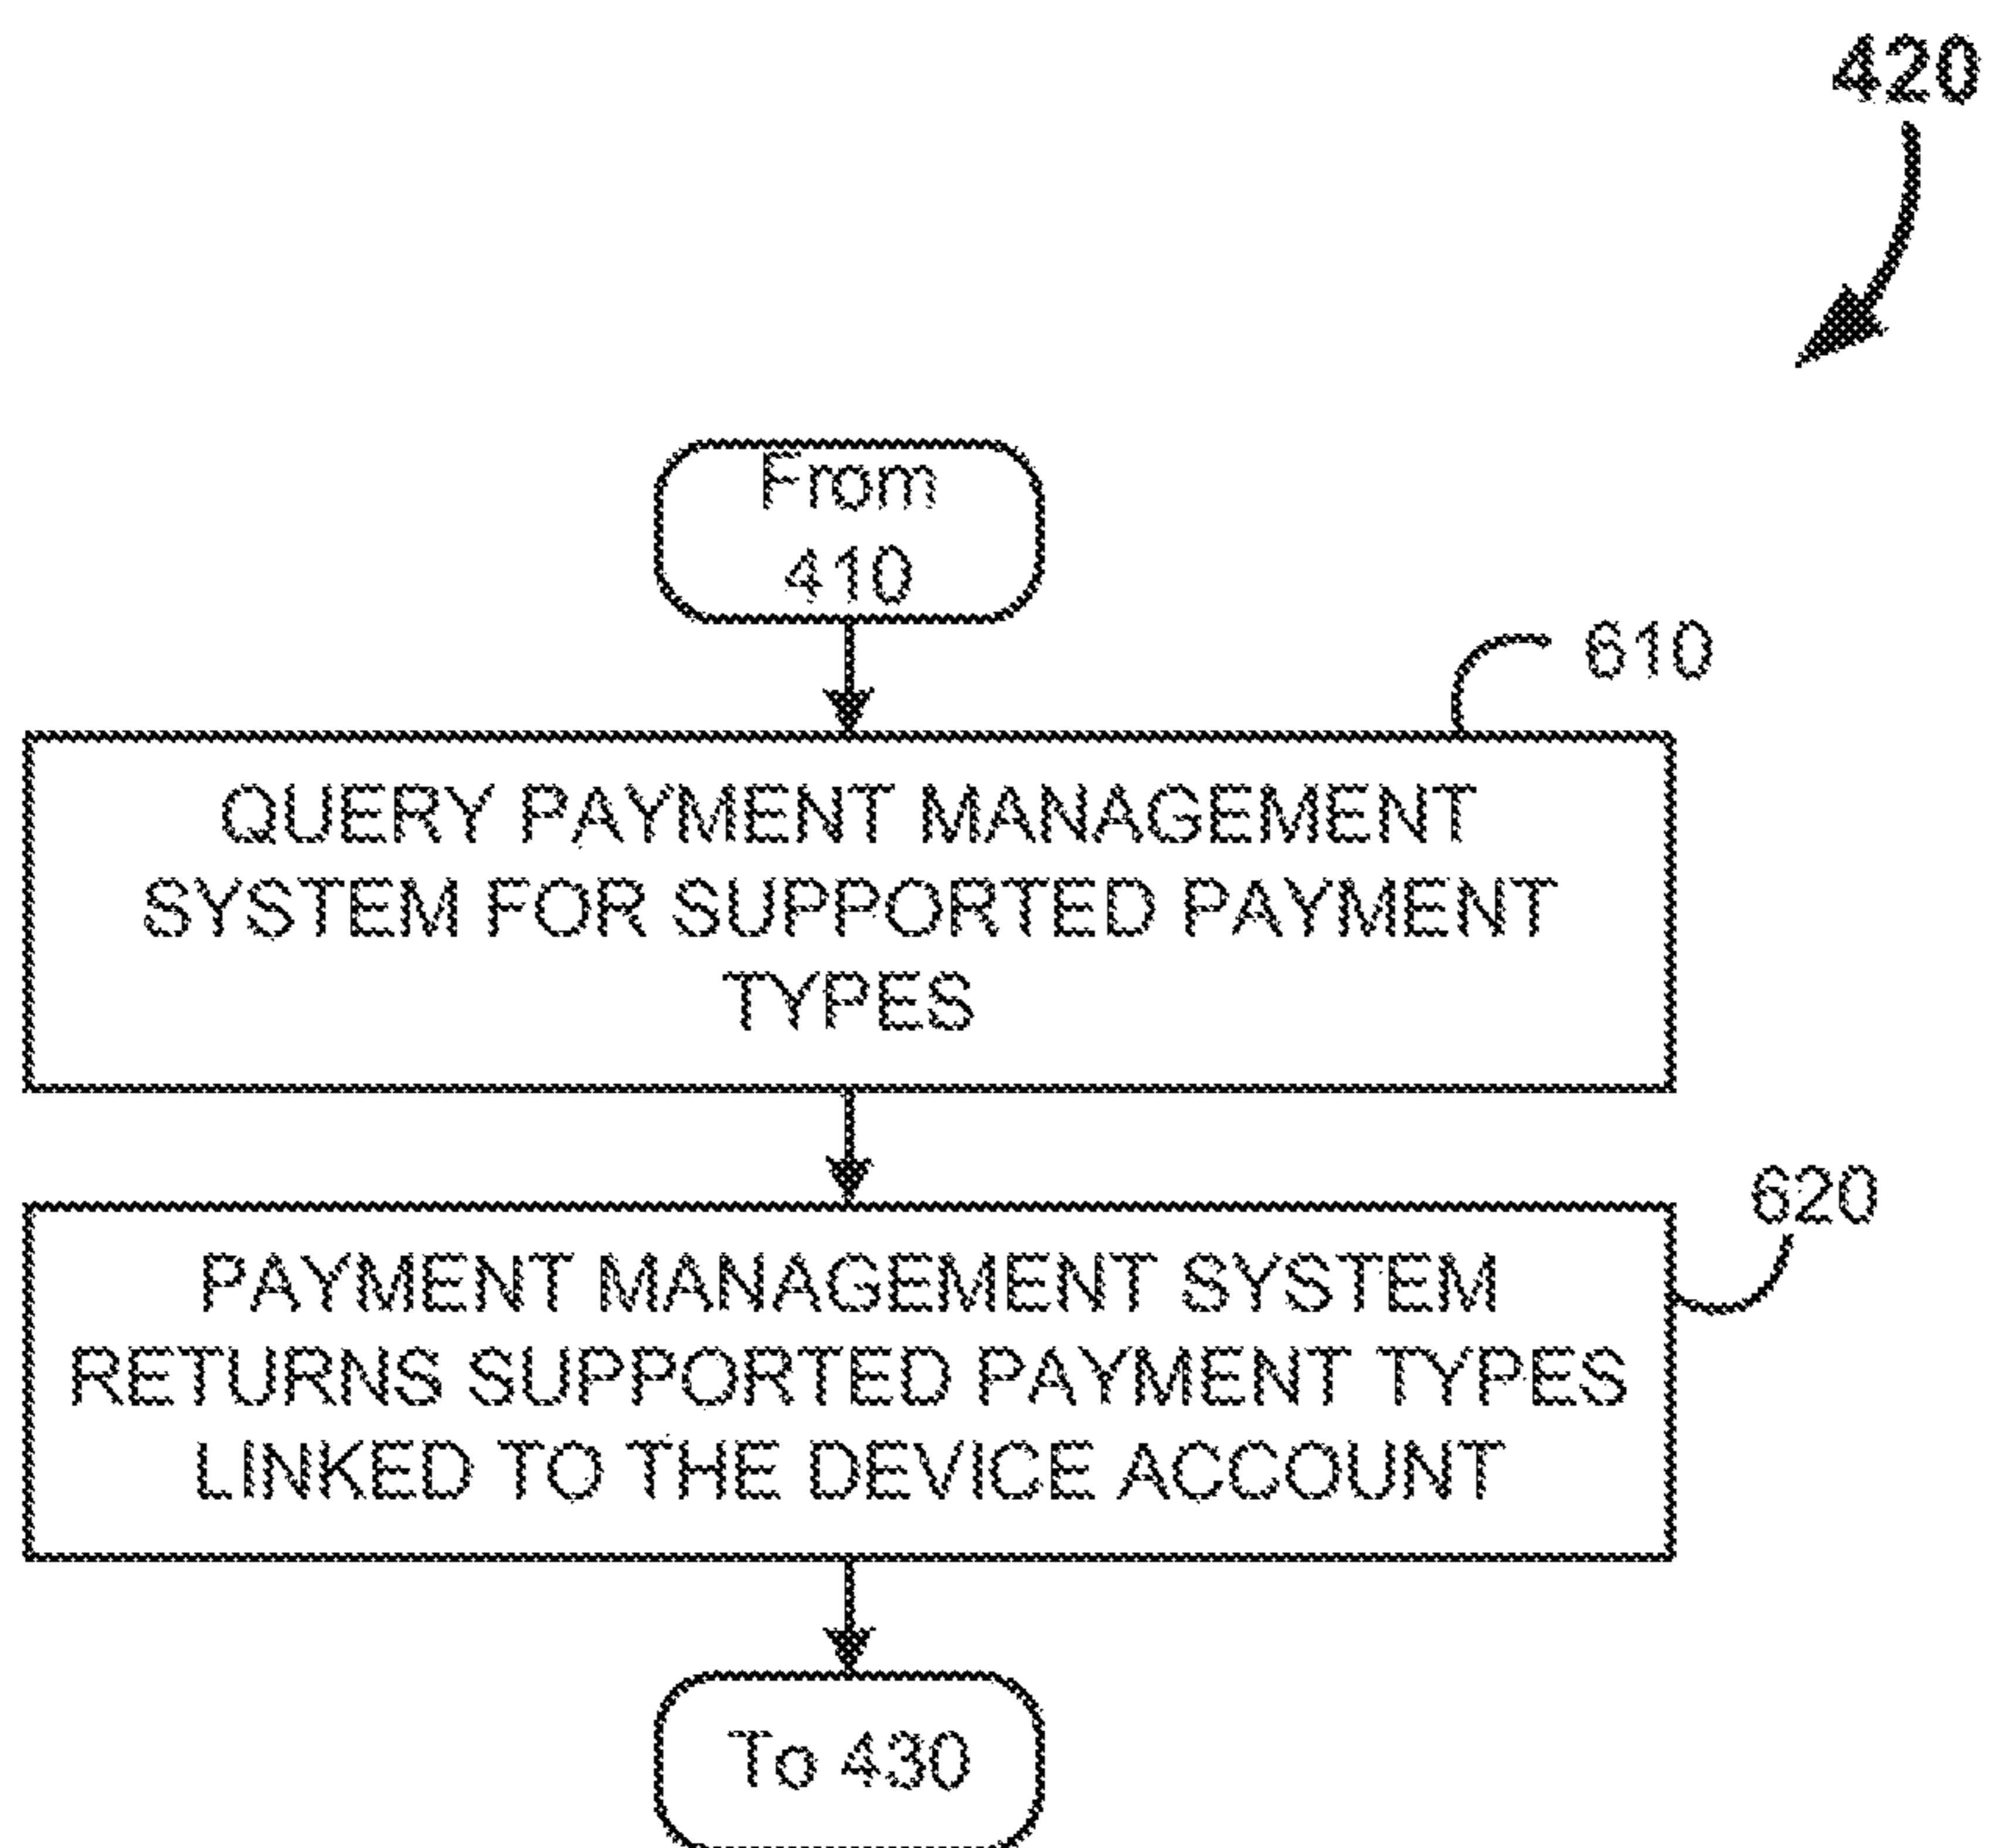 420
From
410
610
QUERY PAYMENT MANAGEMENT
SYSTEM FOR SUPPORTED PAYMENT
TYPES
620
PAYMENT MANAGEMENT SYSTEM
RETURNS SUPPORTED PAYMENT TYPES
LINKED TO THE DEVICE ACCOUNT
To 430